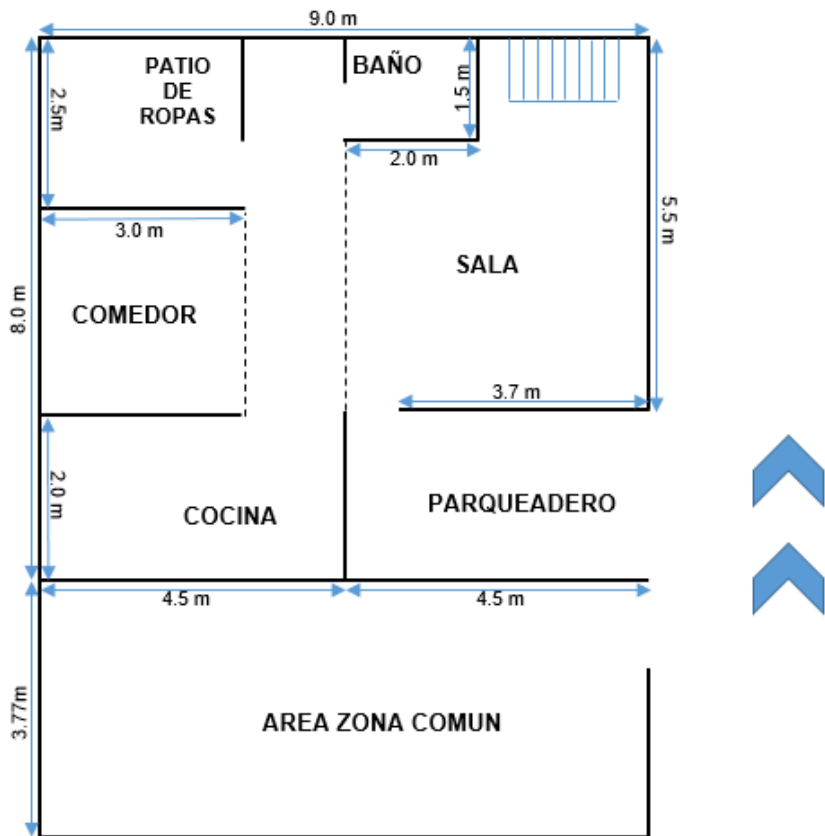 9.0 m
PATIO
DE
ROPAS
BAÑO
2.5m
1.5 m
2.0 m
3.0 m
5.5 m
SALA
COMEDOR
8.0 m
3.7 m
2.0 m
COCINA
PARQUEADERO
4.5 m
4.5 m
3.77m
AREA ZONA COMUN